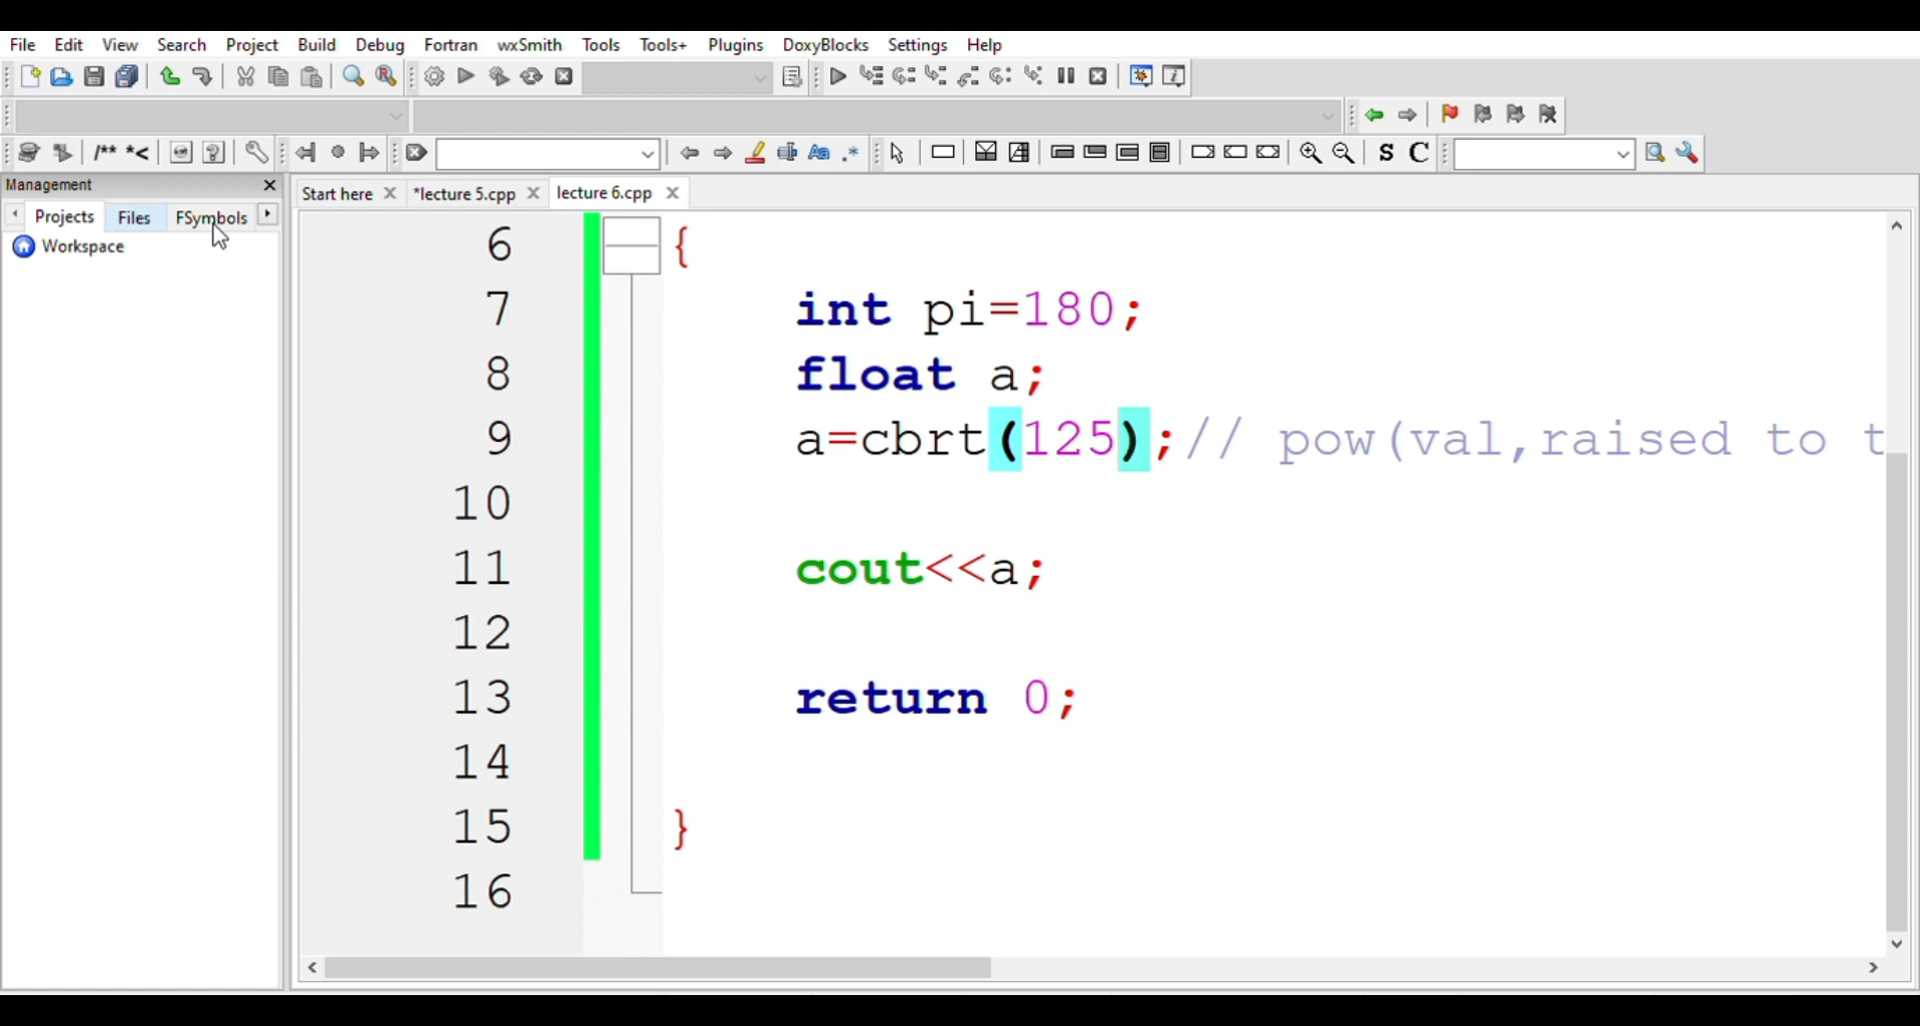 File Edit View Search Project Build Debug Fortran wxSmith Tools Tools+ Plugins DoxyBlocks Settings Help
/** *<
S C
Management
Start here *lecture 5.cpp lecture 6.cpp
Projects Files FSymbols
Workspace
6 {
7 int pi=180;
8 float a;
9 a=cbrt(125);// pow(val,raised to t
10
11 cout<<a;
12
13 return 0;
14
15 }
16